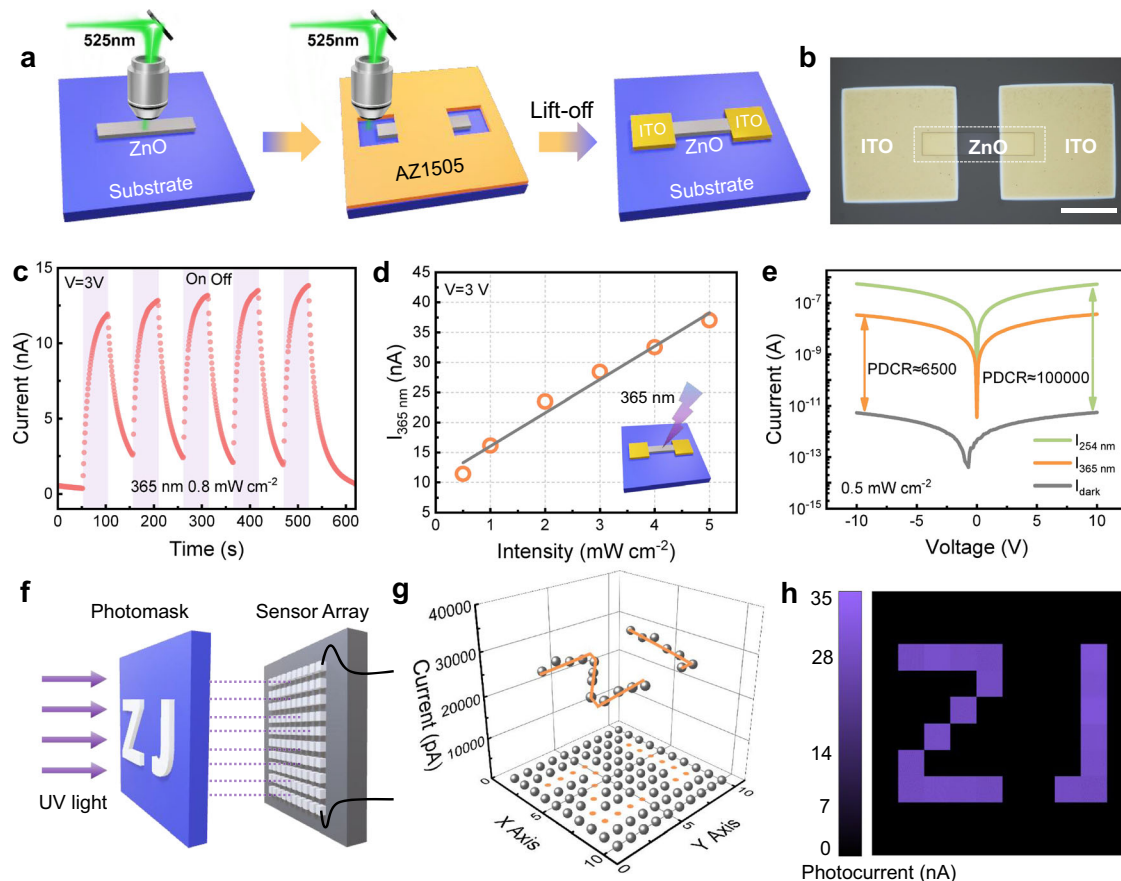 a
525nm
525nm
ZnO
Substrate
AZ1505
Lift-off
ITO
ITO
ZnO
Substrate
b
ITO
ZnO
ITO
c
V=3V
On Off
365 nm 0.8 mW cm⁻²
Current (nA)
15
10
5
0
0
200
400
600
Time (s)
d
V=3 V
365 nm
I365 nm (nA)
45
40
35
30
25
20
15
10
5
1
2
3
4
5
Intensity (mW cm⁻²)
e
PDCR≈6500
PDCR≈100000
I254 nm
I365 nm
Idark
0.5 mW cm⁻²
Cuurrent (A)
10⁻⁷
10⁻⁹
10⁻¹¹
10⁻¹³
10⁻¹⁵
-10
-5
0
5
10
Voltage (V)
f
Photomask
Sensor Array
ZJ
UV light
g
40000
30000
20000
10000
Current (pA)
0
5
10
X Axis
0
5
10
Y Axis
h
35
28
14
7
0
Photocurrent (nA)